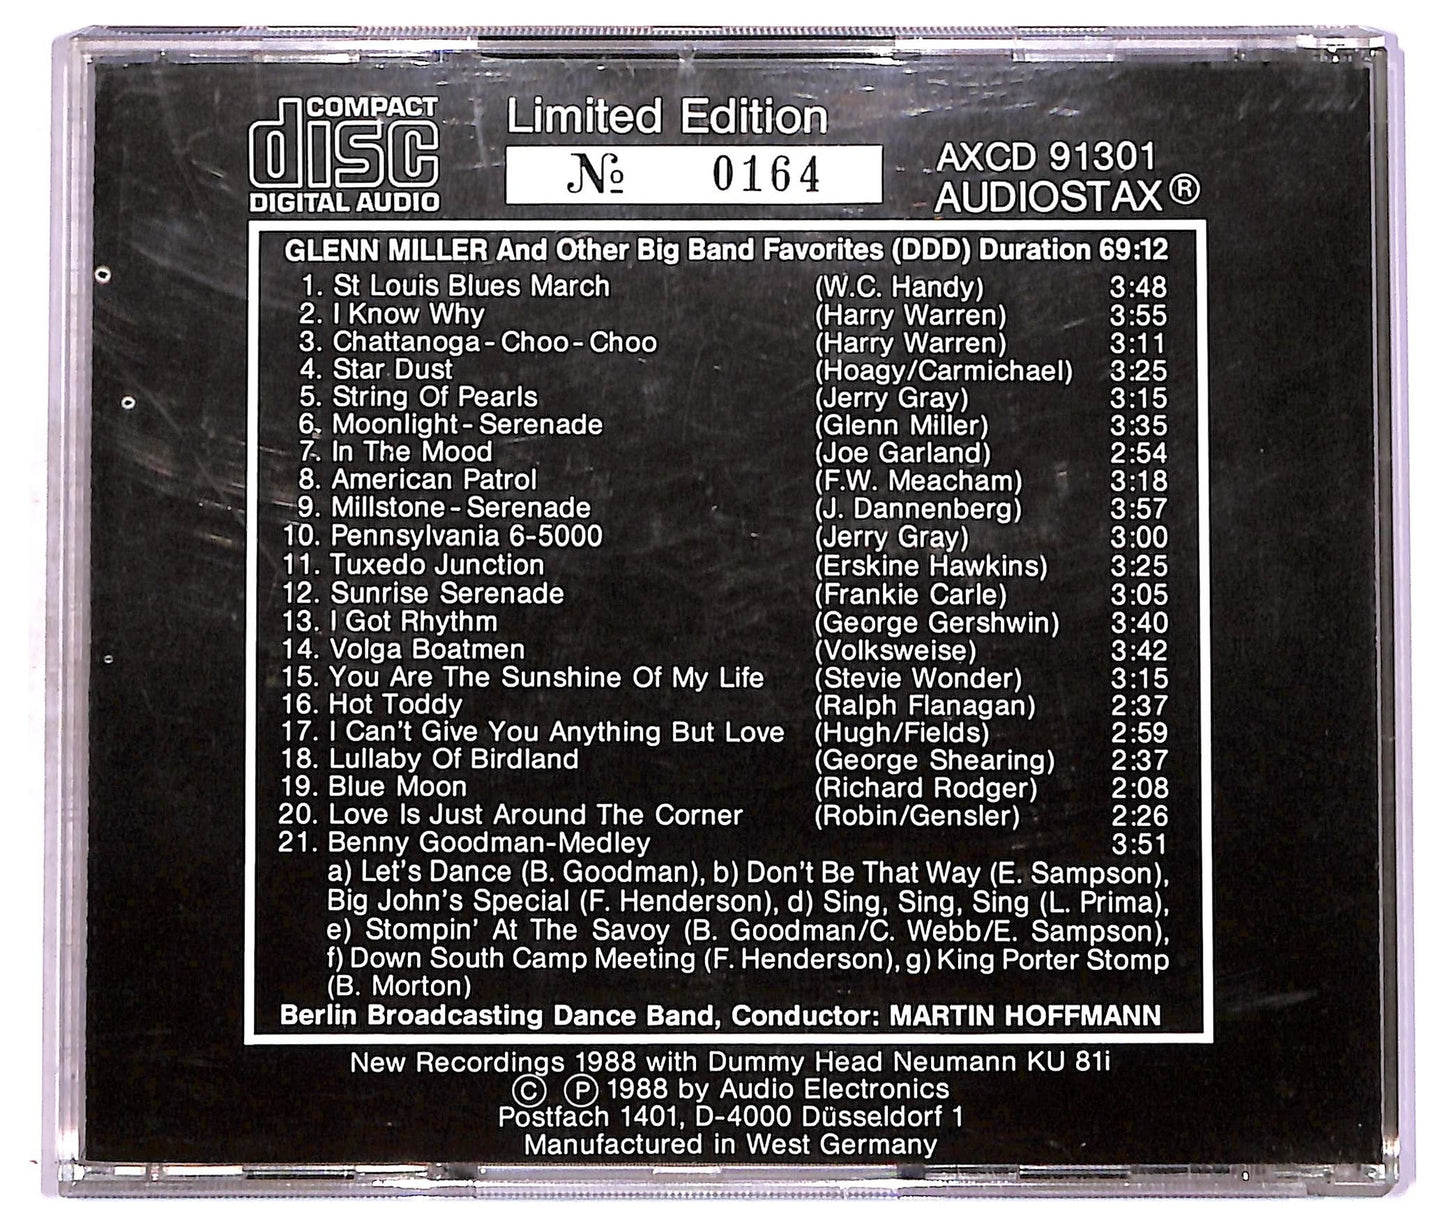 COMPACT
disc
DIGITAL AUDIO
Limited Edition
№ 0164
AXCD 91301
AUDIOSTAX®
GLENN MILLER And Other Big Band Favorites (DDD) Duration 69:12
1. St Louis Blues March (W.C. Handy) 3:48
2. I Know Why (Harry Warren) 3:55
3. Chattanoga-Choo-Choo (Harry Warren) 3:11
4. Star Dust (Hoagy/Carmichael) 3:25
5. String Of Pearls (Jerry Gray) 3:15
6. Moonlight-Serenade (Glenn Miller) 3:35
7. In The Mood (Joe Garland) 2:54
8. American Patrol (F.W. Meacham) 3:18
9. Millstone-Serenade (J. Dannenberg) 3:57
10. Pennsylvania 6-5000 (Jerry Gray) 3:00
11. Tuxedo Junction (Erskine Hawkins) 3:25
12. Sunrise Serenade (Frankie Carle) 3:05
13. I Got Rhythm (George Gershwin) 3:40
14. Volga Boatmen (Volksweise) 3:42
15. You Are The Sunshine Of My Life (Stevie Wonder) 3:15
16. Hot Toddy (Ralph Flanagan) 2:37
17. I Can't Give You Anything But Love (Hugh/Fields) 2:59
18. Lullaby Of Birdland (George Shearing) 2:37
19. Blue Moon (Richard Rodger) 2:08
20. Love Is Just Around The Corner (Robin/Gensler) 2:26
21. Benny Goodman-Medley 3:51
a) Let's Dance (B. Goodman), b) Don't Be That Way (E. Sampson),
Big John's Special (F. Henderson), d) Sing, Sing, Sing (L. Prima),
e) Stompin' At The Savoy (B. Goodman/C. Webb/E. Sampson),
f) Down South Camp Meeting (F. Henderson), g) King Porter Stomp
(B. Morton)
Berlin Broadcasting Dance Band, Conductor: MARTIN HOFFMANN
New Recordings 1988 with Dummy Head Neumann KU 81i
© ℗ 1988 by Audio Electronics
Postfach 1401, D-4000 Düsseldorf 1
Manufactured in West Germany